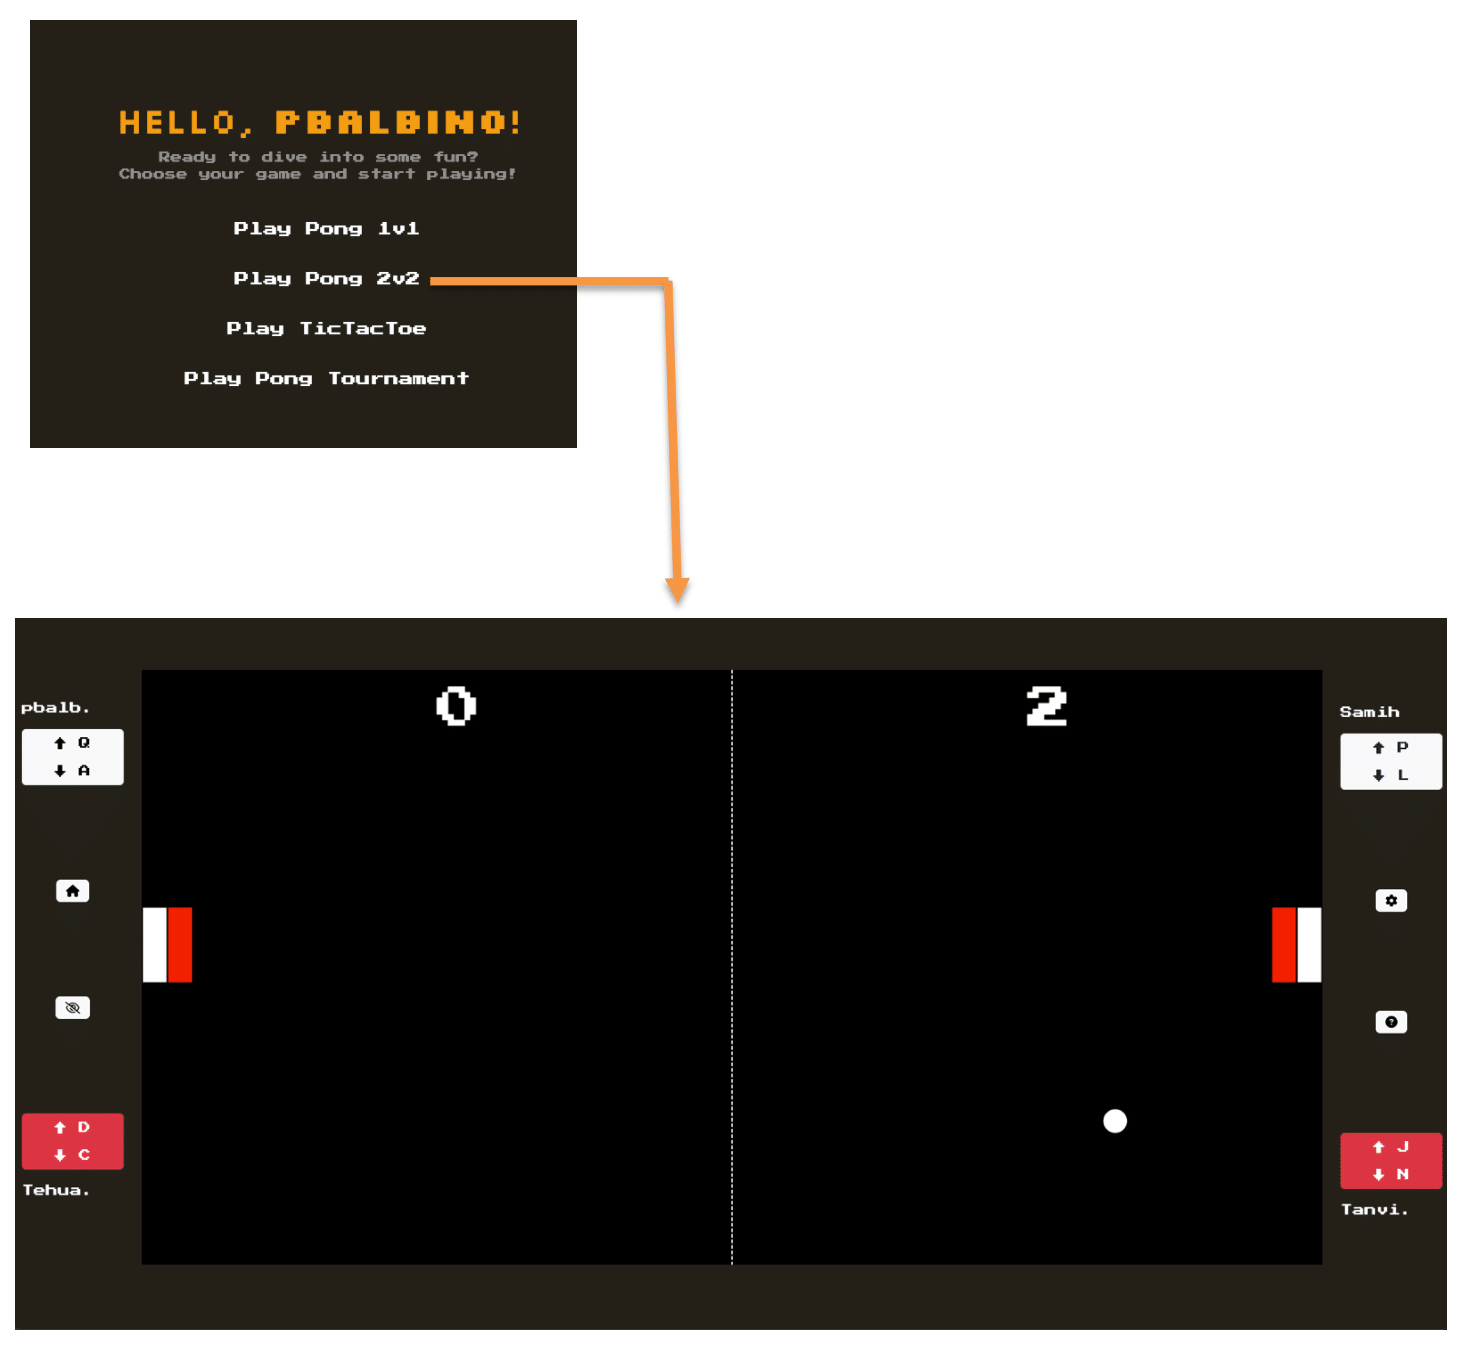 HELLO, PBALBINO!
Ready to dive into some fun?
Choose your game and start playing!
Play Pong 1v1
Play Pong 2v2
Play TicTacToe
Play Pong Tournament
0
2
pbalb.
↑ Q
↓ A
Samih
↑ P
↓ L
?
↑ D
↓ C
Tehua.
↑ J
↓ N
Tanvi.